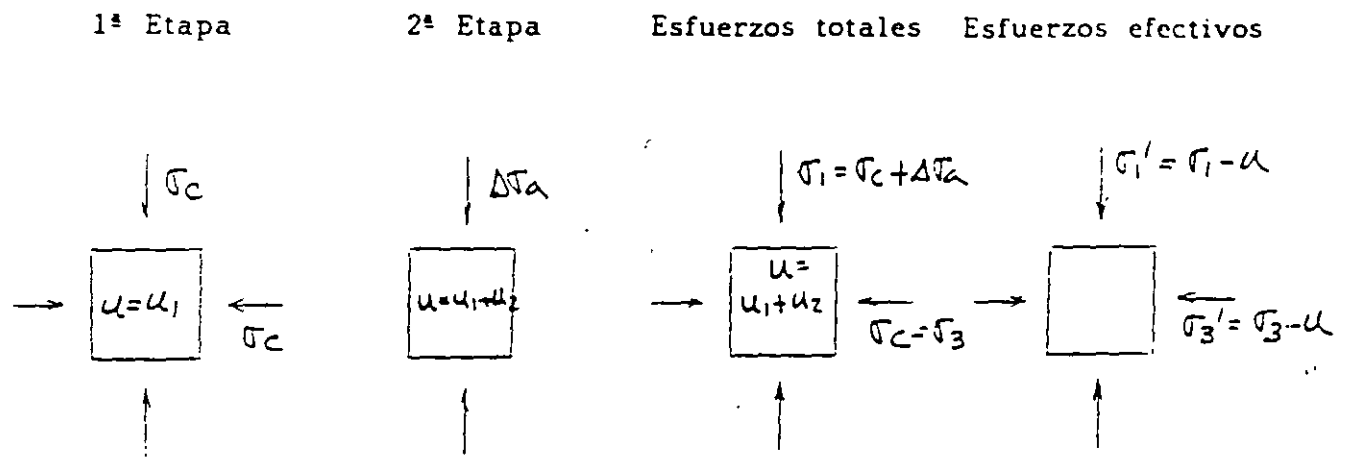 1ª Etapa 2ª Etapa Esfuerzos totales Esfuerzos efectivos
σc Δσa σ1 = σc + Δσa σ1' = σ1 - u
u = u1 u = u1 + u2 u = u1 + u2
σc σc = σ3 σ3' = σ3 - u